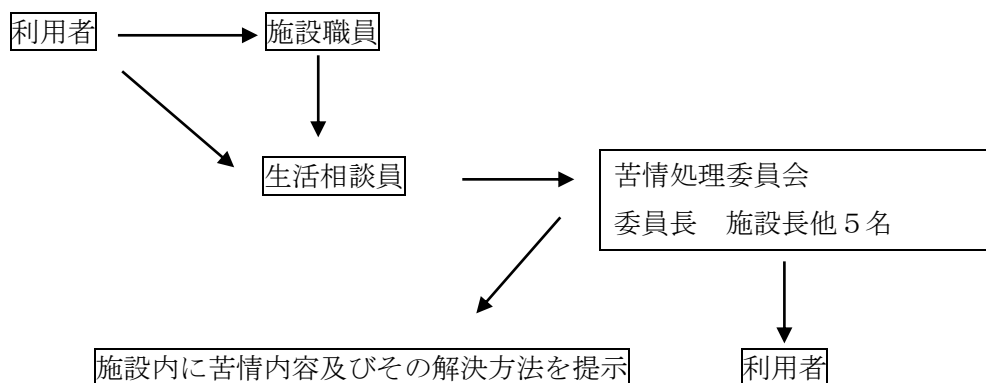 利用者
施設職員
生活相談員
苦情処理委員会
委員長　施設長他５名
施設内に苦情内容及びその解決方法を提示
利用者